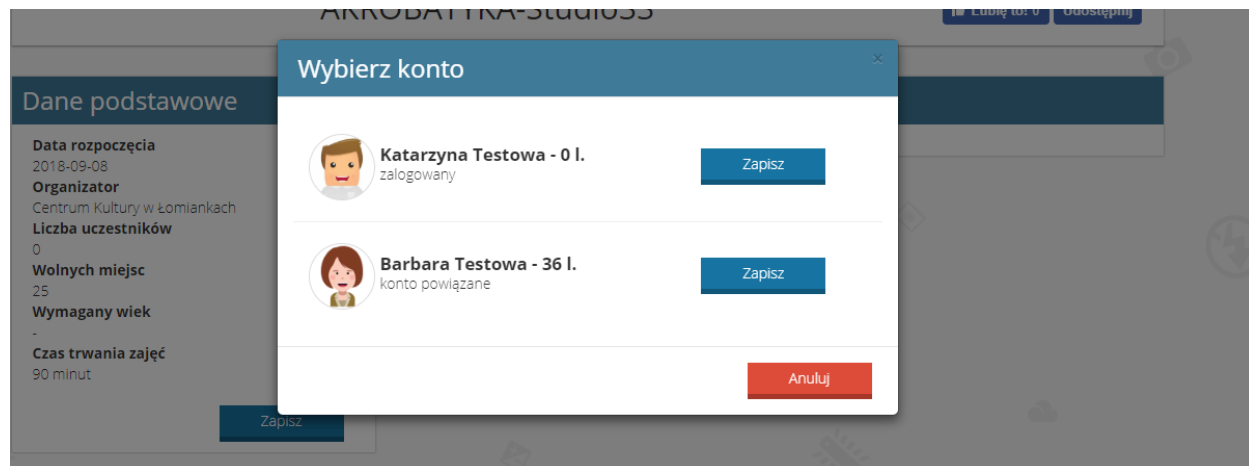 AKROBATYKA-Studio55
Lubię to! 0 Udostępnij
Wybierz konto
×
Dane podstawowe
Data rozpoczęcia
2018-09-08
Organizator
Centrum Kultury w Łomiankach
Liczba uczestników
0
Wolnych miejsc
25
Wymagany wiek
-
Czas trwania zajęć
90 minut
Zapisz
Katarzyna Testowa - 0 l.
zalogowany
Zapisz
Barbara Testowa - 36 l.
konto powiązane
Zapisz
Anuluj